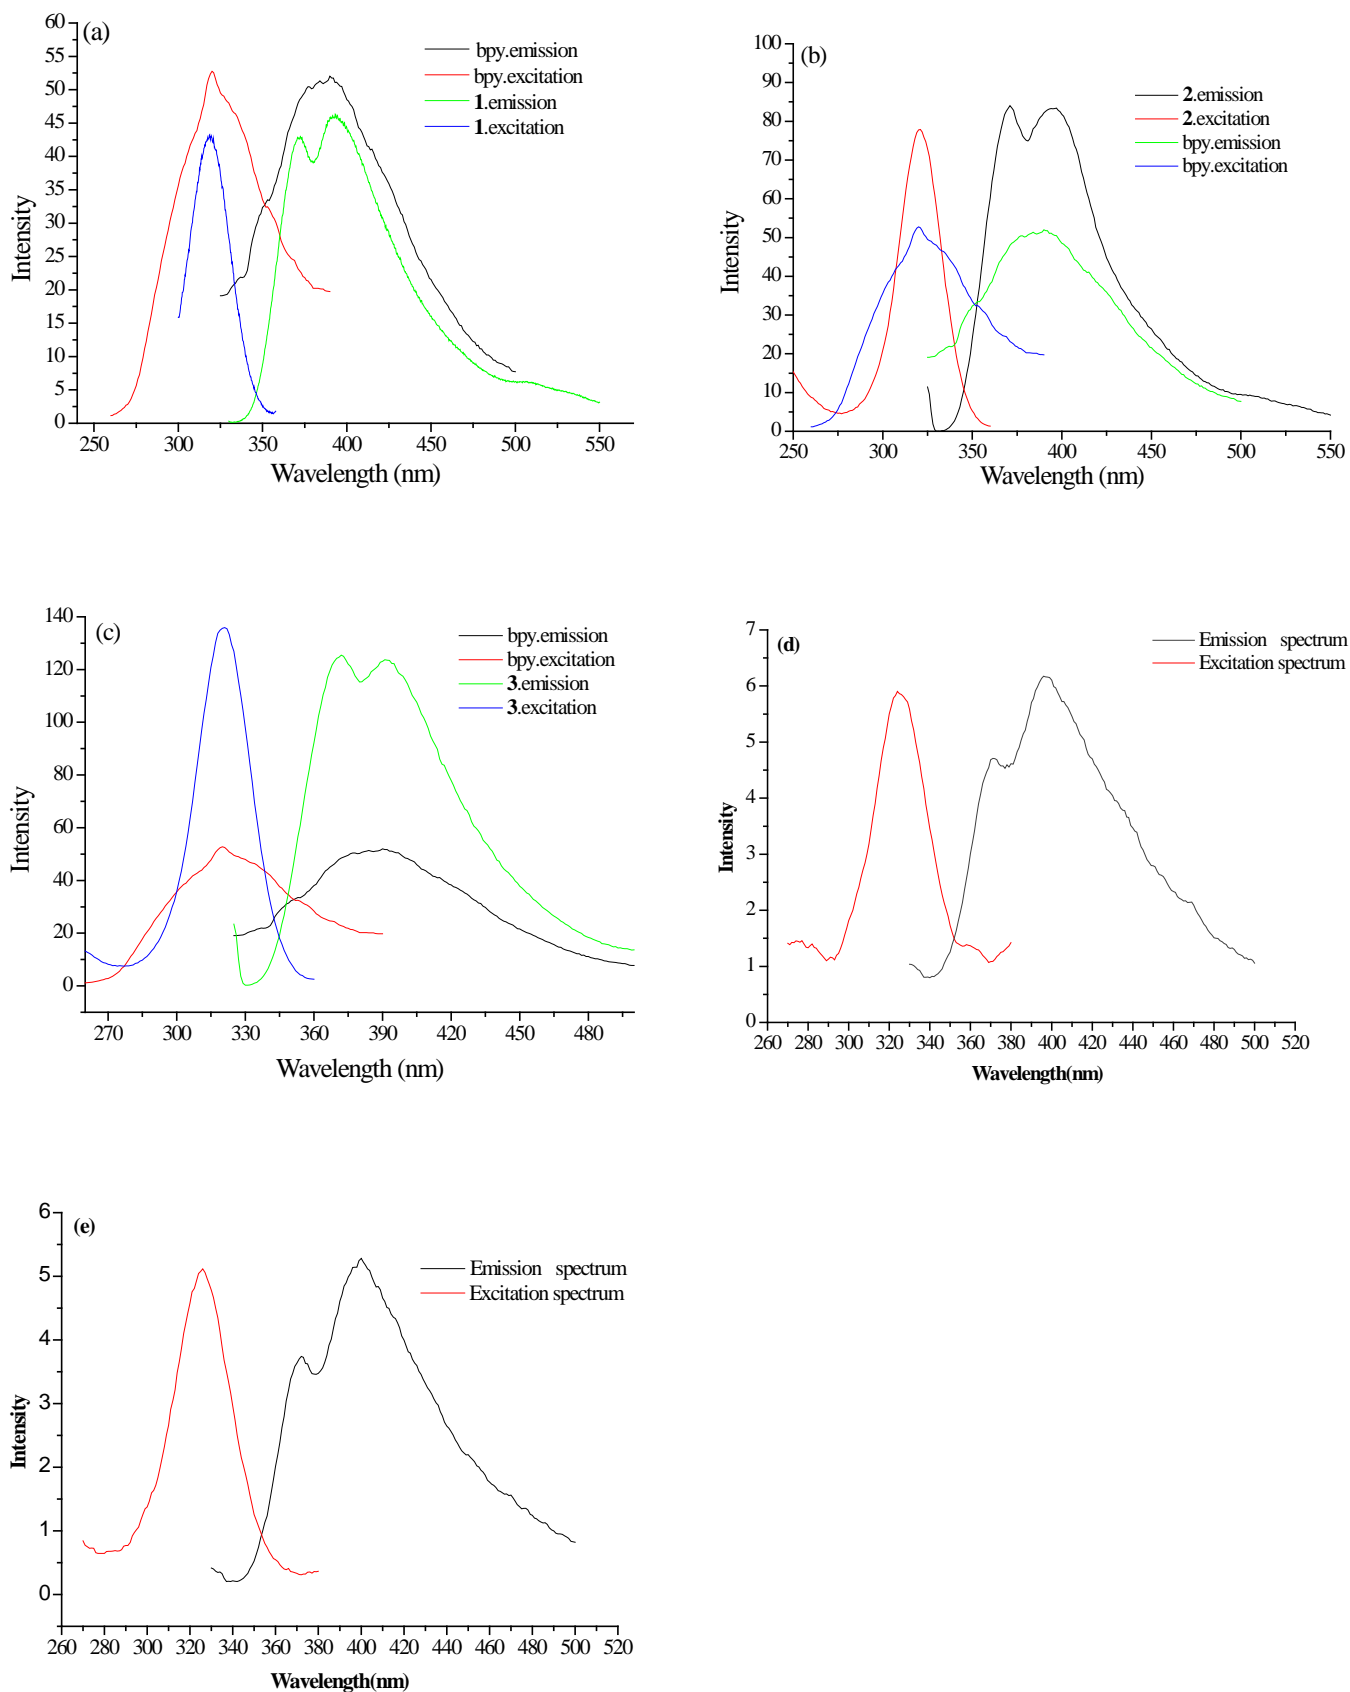 (a)
bpy.emission
bpy.excitation
1.emission
1.excitation
60
55
50
45
40
35
30
25
20
15
10
5
0
Intensity
250 300 350 400 450 500 550
Wavelength (nm)
(b)
2.emission
2.excitation
bpy.emission
bpy.excitation
100
90
80
70
60
50
40
30
20
10
0
Intensity
250 300 350 400 450 500 550
Wavelength (nm)
(c)
bpy.emission
bpy.excitation
3.emission
3.excitation
140
120
100
80
60
40
20
0
Intensity
270 300 330 360 390 420 450 480
Wavelength (nm)
(d)
Emission spectrum
Excitation spectrum
7
6
5
4
3
2
1
0
Intensity
260 280 300 320 340 360 380 400 420 440 460 480 500 520
Wavelength(nm)
(e)
Emission spectrum
Excitation spectrum
6
5
4
3
2
1
0
Intensity
260 280 300 320 340 360 380 400 420 440 460 480 500 520
Wavelength(nm)